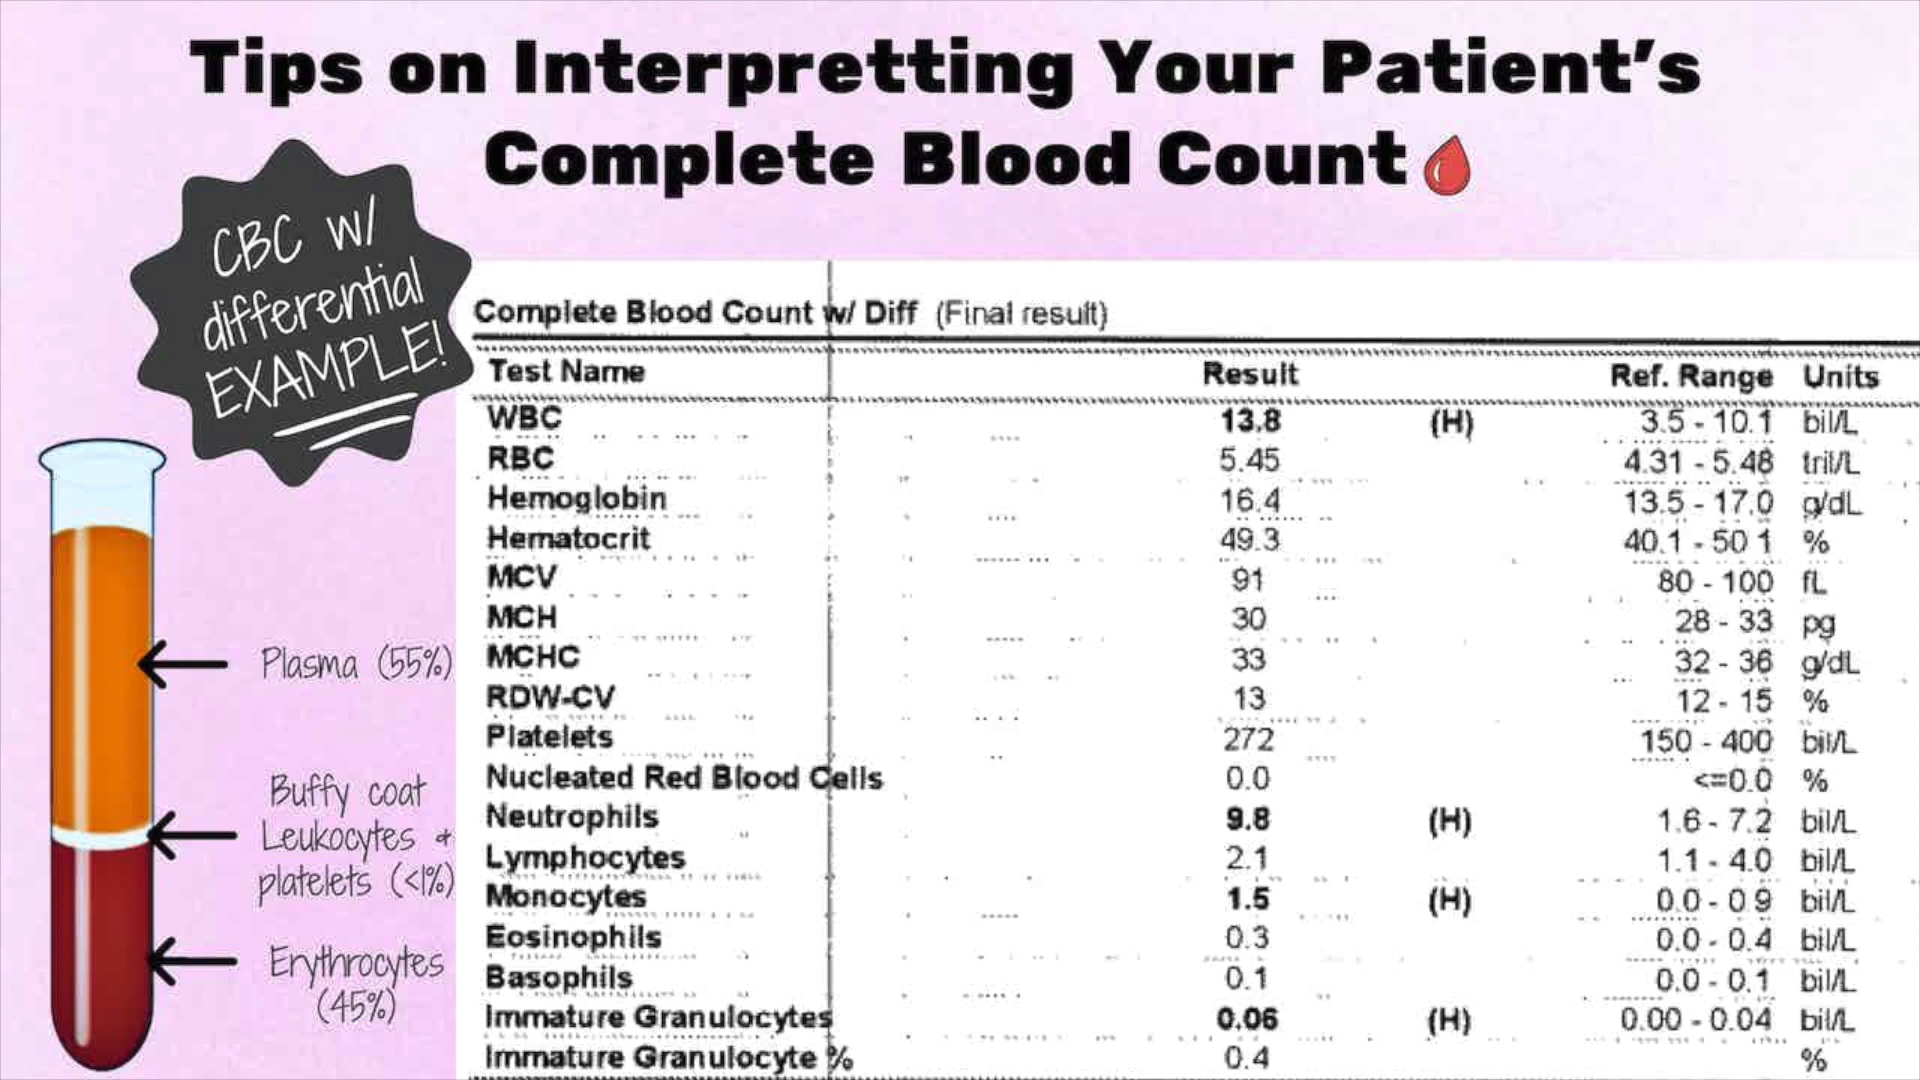 Tips on Interpretting Your Patient's
Complete Blood Count
CBC w/
differential
EXAMPLE!
Plasma (55%)
Buffy coat
Leukocytes +
platelets (<1%)
Erythrocytes
(45%)
Complete Blood Count w/ Diff (Final result)
Test Name Result Ref. Range Units
WBC 13.8 (H) 3.5 - 10.1 bil/L
RBC 5.45 4.31 - 5.48 tril/L
Hemoglobin 16.4 13.5 - 17.0 g/dL
Hematocrit 49.3 40.1 - 50 1 %
MCV 91 80 - 100 fL
MCH 30 28 - 33 pg
MCHC 33 32 - 36 g/dL
RDW-CV 13 12 - 15 %
Platelets 272 150 - 400 bil/L
Nucleated Red Blood Cells 0.0 <=0.0 %
Neutrophils 9.8 (H) 1.6 - 7.2 bil/L
Lymphocytes 2.1 1.1 - 4.0 bil/L
Monocytes 1.5 (H) 0.0 - 0 9 bil/L
Eosinophils 0.3 0.0 - 0.4 bil/L
Basophils 0.1 0.0 - 0.1 bil/L
Immature Granulocytes 0.06 (H) 0.00 - 0.04 bil/L
Immature Granulocyte % 0.4 %